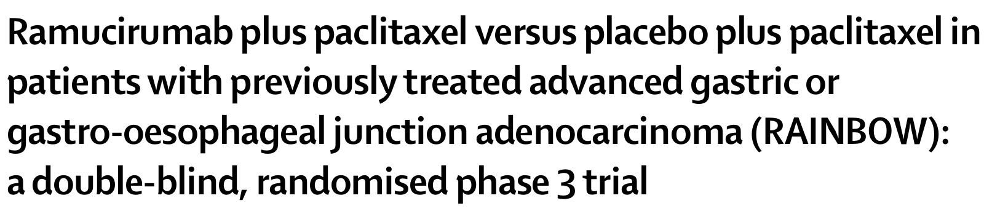 Ramucirumab plus paclitaxel versus placebo plus paclitaxel in
patients with previously treated advanced gastric or
gastro-oesophageal junction adenocarcinoma (RAINBOW):
a double-blind, randomised phase 3 trial